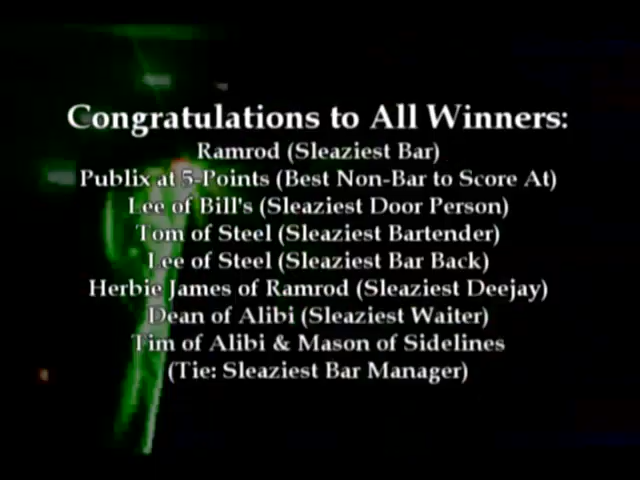 Congratulations to All Winners:
Ramrod (Sleaziest Bar)
Publix at 5-Points (Best Non-Bar to Score At)
Lee of Bill's (Sleaziest Door Person)
Tom of Steel (Sleaziest Bartender)
Lee of Steel (Sleaziest Bar Back)
Herbie James of Ramrod (Sleaziest Deejay)
Dean of Alibi (Sleaziest Waiter)
Tim of Alibi & Mason of Sidelines
(Tie: Sleaziest Bar Manager)